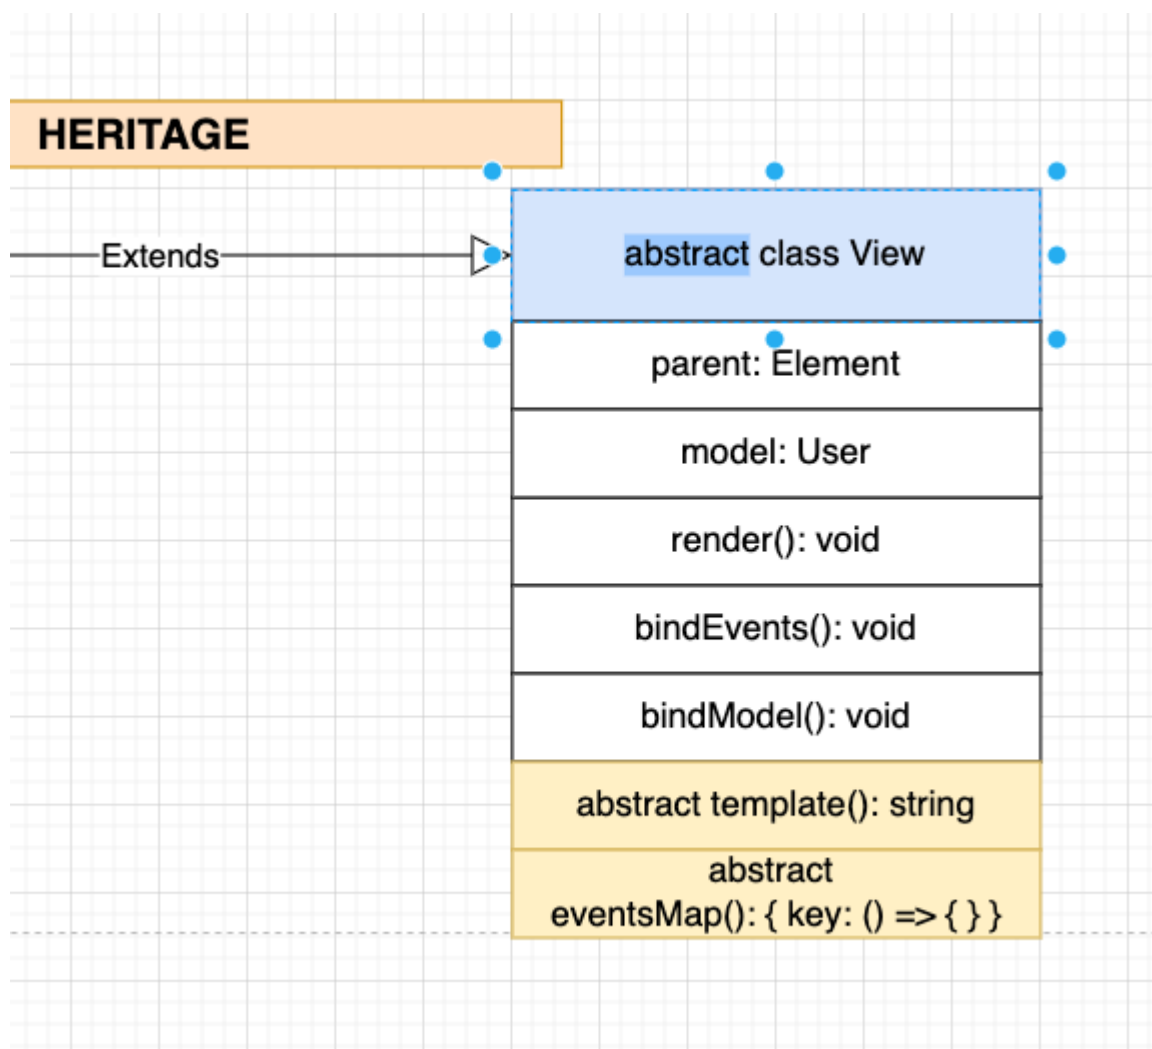 HERITAGE
Extends
abstract class View
parent: Element
model: User
render(): void
bindEvents(): void
bindModel(): void
abstract template(): string
abstract
eventsMap(): { key: () => { } }